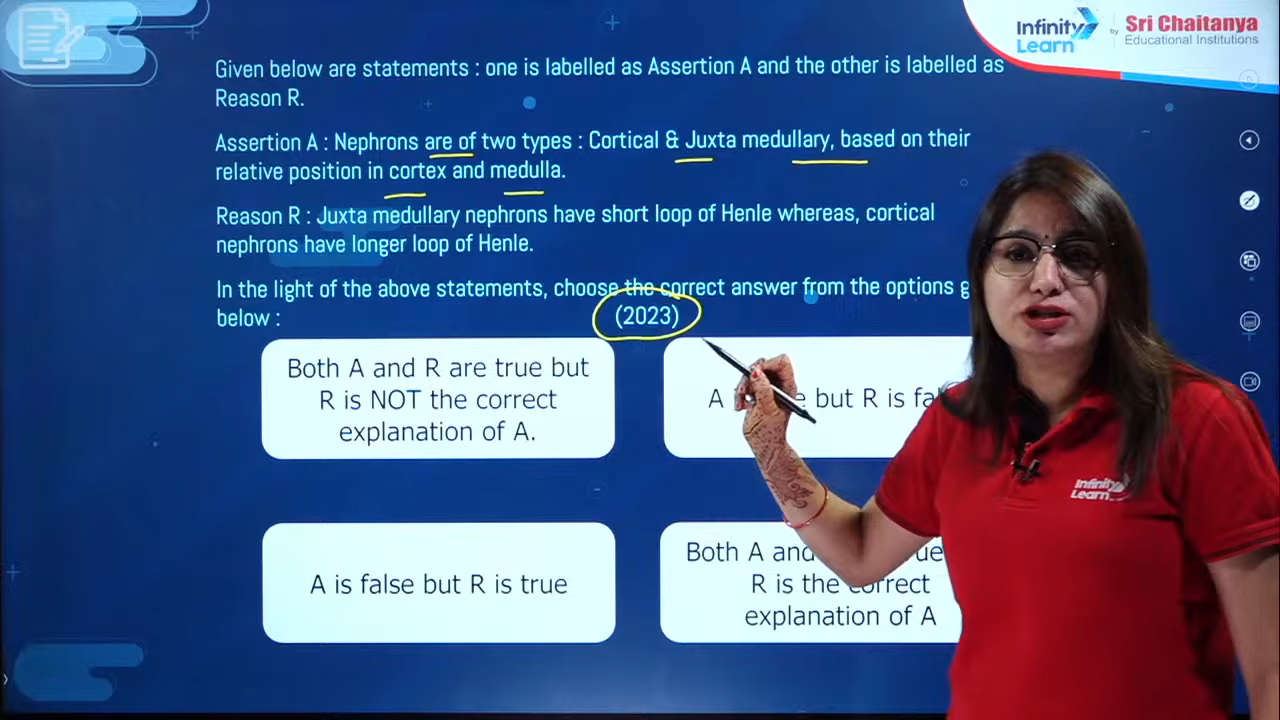 Infinity
Learn
by
Sri Chaitanya
Educational Institutions
Given below are statements : one is labelled as Assertion A and the other is labelled as
Reason R.
Assertion A : Nephrons are of two types : Cortical & Juxta medullary, based on their
relative position in cortex and medulla.
Reason R : Juxta medullary nephrons have short loop of Henle whereas, cortical
nephrons have longer loop of Henle.
In the light of the above statements, choose the correct answer from the options
below :
(2023)
Both A and R are true but
R is NOT the correct
explanation of A.
A but R is
A is false but R is true
Both A and
R is the correct
explanation of A
Infinity
Learn